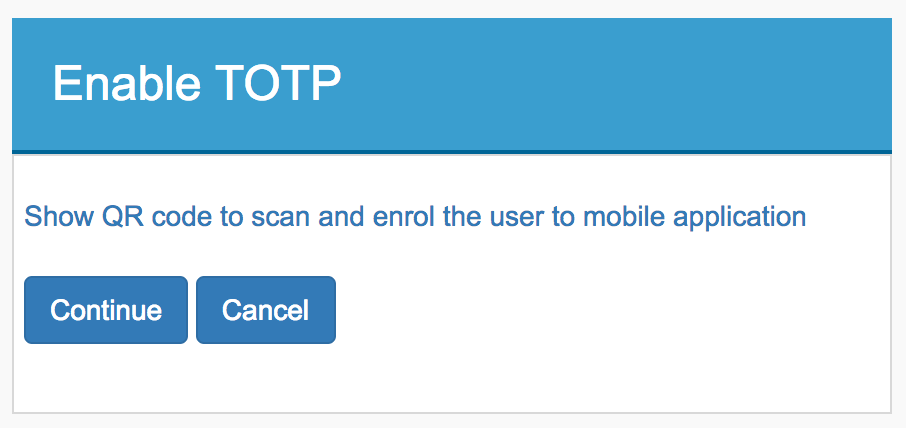 Enable TOTP
Show QR code to scan and enrol the user to mobile application
Continue Cancel